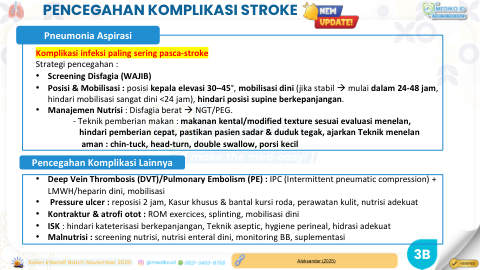 PENCEGAHAN KOMPLIKASI STROKE
NEW
UPDATE!
Pneumonia Aspirasi
Komplikasi infeksi paling sering pasca-stroke
Strategi pencegahan :
• Screening Disfagia (WAJIB)
• Posisi & Mobilisasi : posisi kepala elevasi 30–45°, mobilisasi dini (jika stabil → mulai dalam 24-48 jam,
hindari mobilisasi sangat dini <24 jam), hindari posisi supine berkepanjangan.
• Manajemen Nutrisi : Disfagia berat → NGT/PEG.
- Teknik pemberian makan : makanan kental/modified texture sesuai evaluasi menelan,
hindari pemberian cepat, pastikan pasien sadar & duduk tegak, ajarkan Teknik menelan
aman : chin-tuck, head-turn, double swallow, porsi kecil
Pencegahan Komplikasi Lainnya
• Deep Vein Thrombosis (DVT)/Pulmonary Embolism (PE) : IPC (Intermittent pneumatic compression) +
LMWH/heparin dini, mobilisasi
• Pressure ulcer : reposisi 2 jam, Kasur khusus & bantal kursi roda, perawatan kulit, nutrisi adekuat
• Kontraktur & atrofi otot : ROM exercices, splinting, mobilisasi dini
• ISK : hindari kateterisasi berkepanjangan, Teknik aseptic, hygiene perineal, hidrasi adekuat
• Malnutrisi : screening nutrisi, nutrisi enteral dini, monitoring BB, suplementasi
Aleksandar (2025)
3B